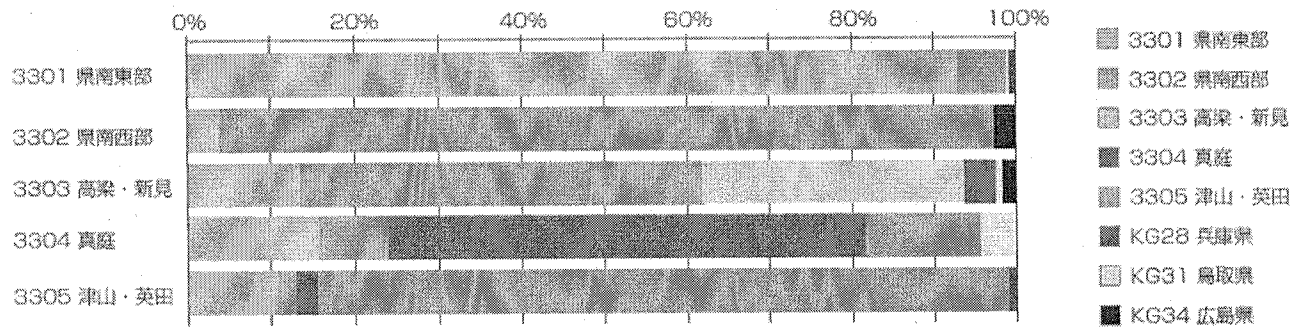 0% 20% 40% 60% 80% 100%
3301 県南東部
3302 県南西部
3303 高梁・新見
3304 真庭
3305 津山・英田
3301 県南東部
3302 県南西部
3303 高梁・新見
3304 真庭
3305 津山・英田
KG28 兵庫県
KG31 鳥取県
KG34 広島県